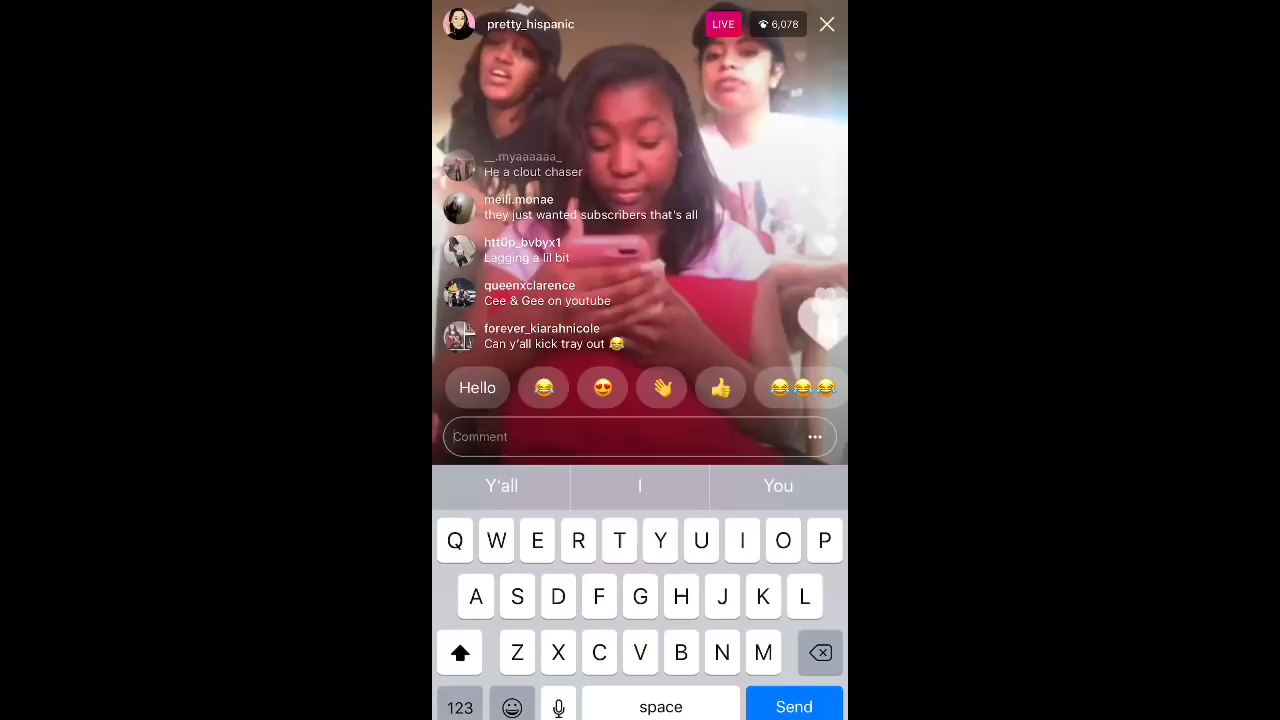 pretty_hispanic LIVE 6,078
__.myaaaaaa_
He a clout chaser
meili.monae
they just wanted subscribers that's all
htt0p_bvbyx1
Lagging a lil bit
queenxclarence
Cee & Gee on youtube
forever_kiarahnicole
Can y'all kick tray out 😂
Hello 😂 😍 👋 👍 😂😂😂
Comment
Y'all I You
Q W E R T Y U I O P
A S D F G H J K L
Z X C V B N M
123 space Send